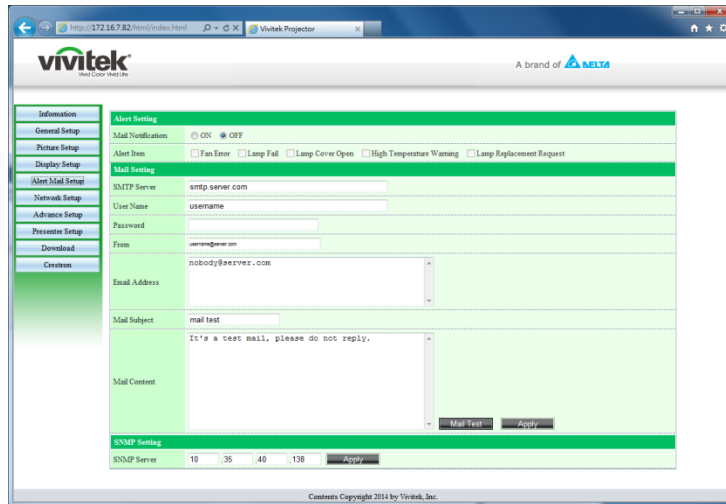 http://172.16.7.82/html/index.html
Vivitek Projector
vivitek
Vivid Color Vivid Life
A brand of DELTA
Information
General Setup
Picture Setup
Display Setup
Alert Mail Setup
Network Setup
Advance Setup
Presenter Setup
Download
Crestron
Alert Setting
Mail Notification ON OFF
Alert Item Fan Error Lamp Fail Lamp Cover Open High Temperature Warning Lamp Replacement Request
Mail Setting
SMTP Server smtp.server.com
User Name username
Password
From username@server.com
Email Address nobody@server.com
Mail Subject mail test
Mail Content It's a test mail, please do not reply.
Mail Test Apply
SNMP Setting
SNMP Server 10 .35 .40 .138 Apply
Contents Copyright 2014 by Vivitek, Inc.